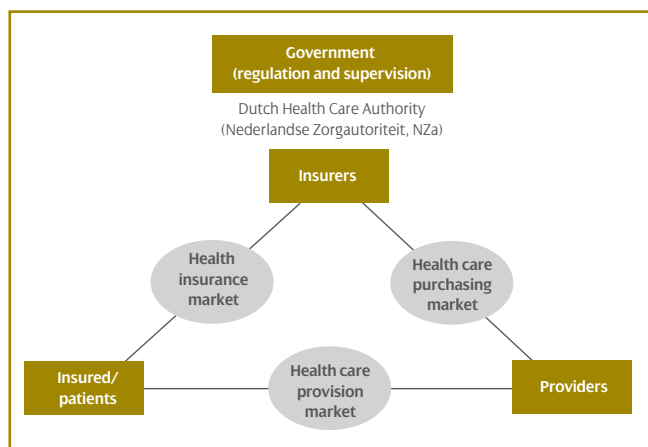 Government
(regulation and supervision)
Dutch Health Care Authority
(Nederlandse Zorgautoriteit, NZa)
Insurers
Health
insurance
market
Health care
purchasing
market
Insured/
patients
Health care
provision
market
Providers